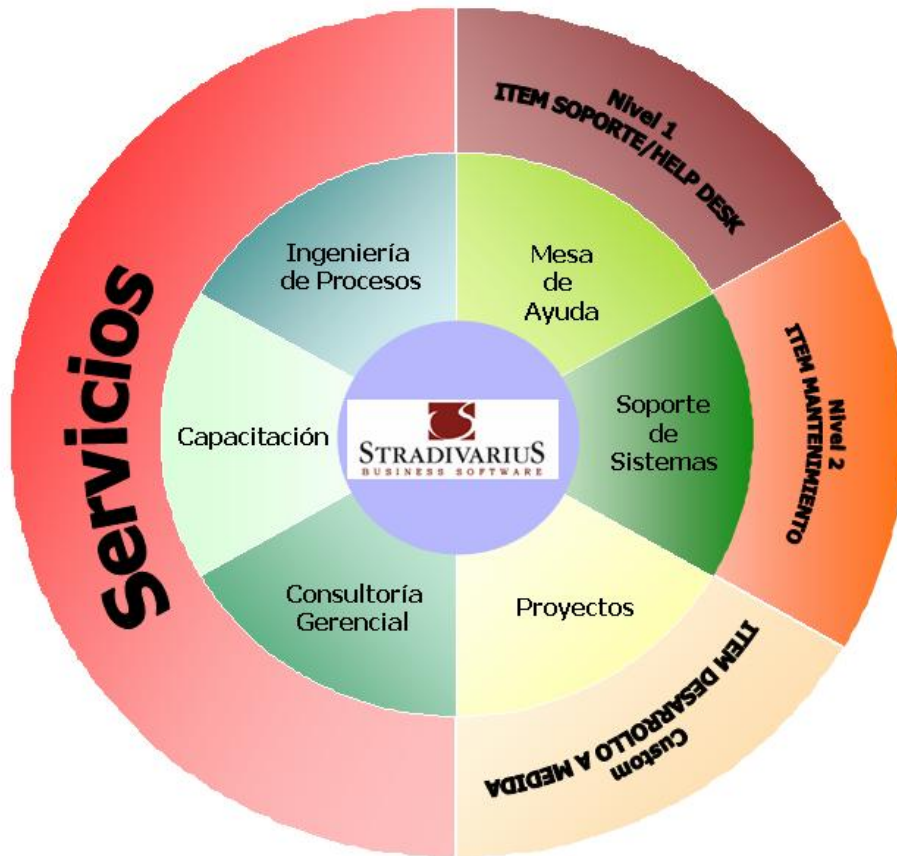 Nivel 1
ITEM SOPORTE/HELP DESK
Ingeniería
de Procesos
Mesa
de
Ayuda
Servicios
Capacitación
STRADIVARIUS
BUSINESS SOFTWARE
Soporte
de
Sistemas
Nivel 2
ITEM MANTENIMIENTO
Consultoría
Gerencial
Proyectos
Custom
ITEM DESARROLLO A MEDIDA